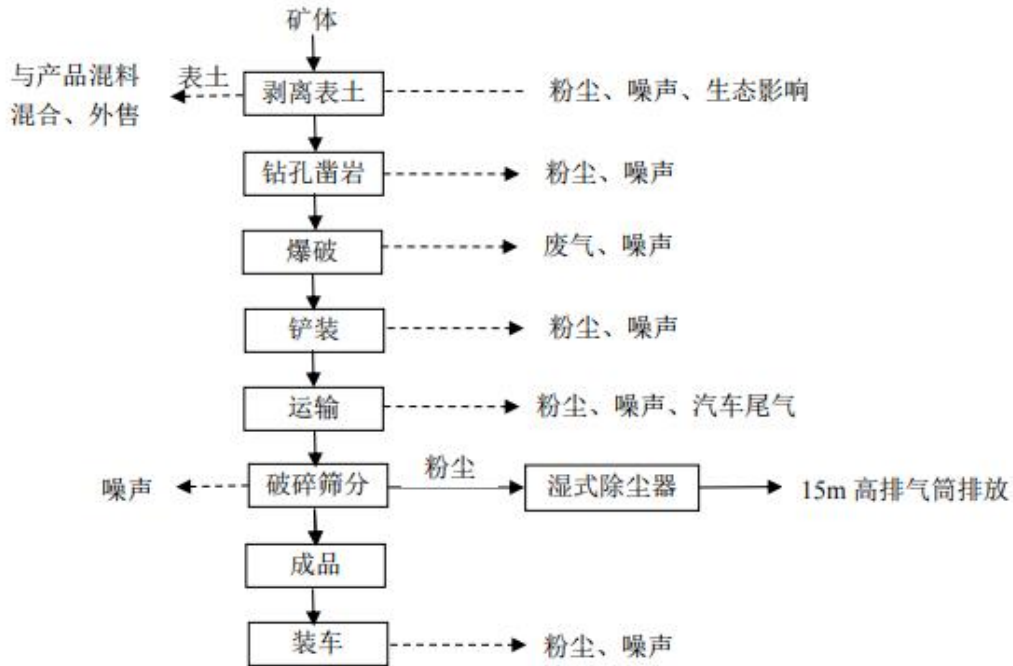 矿体
与产品混料
混合、外售
表土
剥离表土
粉尘、噪声、生态影响
钻孔凿岩
粉尘、噪声
爆破
废气、噪声
铲装
粉尘、噪声
运输
粉尘、噪声、汽车尾气
噪声
破碎筛分
粉尘
湿式除尘器
15m 高排气筒排放
成品
装车
粉尘、噪声